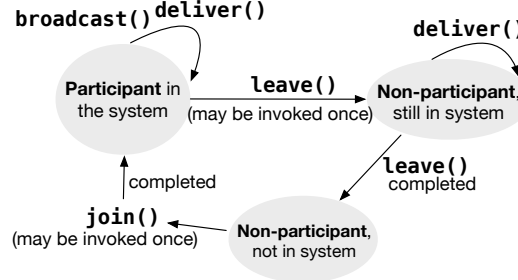 broadcast() deliver()
deliver()
Participant in
the system
leave()
(may be invoked once)
Non-participant,
still in system
leave()
completed
completed
join()
(may be invoked once)
Non-participant,
not in system